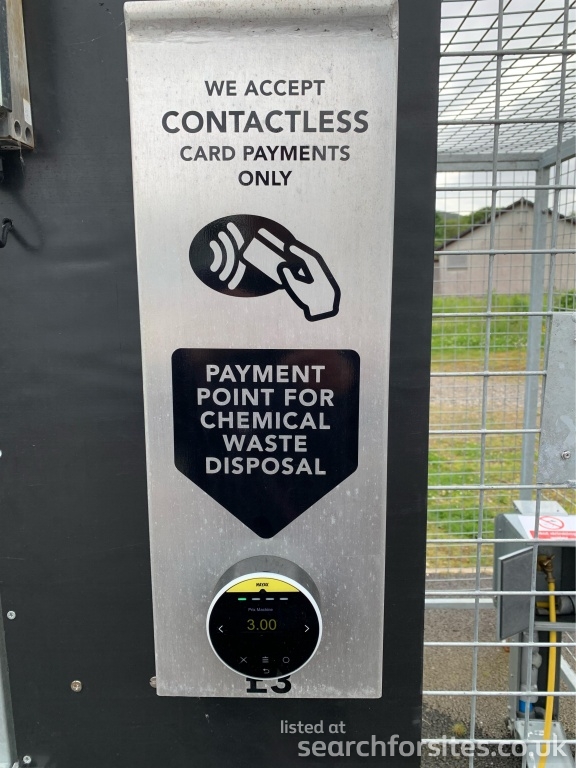 WE ACCEPT
CONTACTLESS
CARD PAYMENTS
ONLY
PAYMENT
POINT FOR
CHEMICAL
WASTE
DISPOSAL
NAYAX
3.00
£3
listed at
searchforsites.co.uk